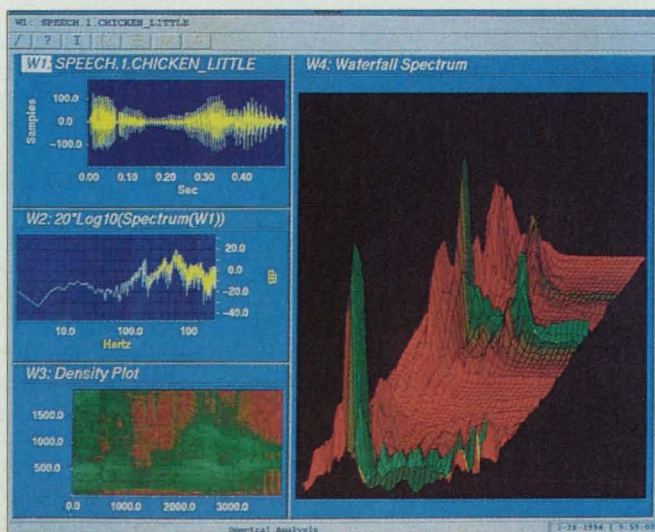 W1: SPEECH.1.CHICKEN_LITTLE
/ ? I
W1: SPEECH.1.CHICKEN_LITTLE
Samples
100.0
0.0
-100.0
0.00 0.10 0.20 0.30 0.40
Sec
W2: 20*Log10(Spectrum(W1))
20.0
0.0
-20.0
-40.0
dB
10.0 100.0 100
Hertz
W3: Density Plot
1500.0
1000.0
500.0
0.0 1000.0 2000.0 3000.0
W4: Waterfall Spectrum
Spectral Analysis